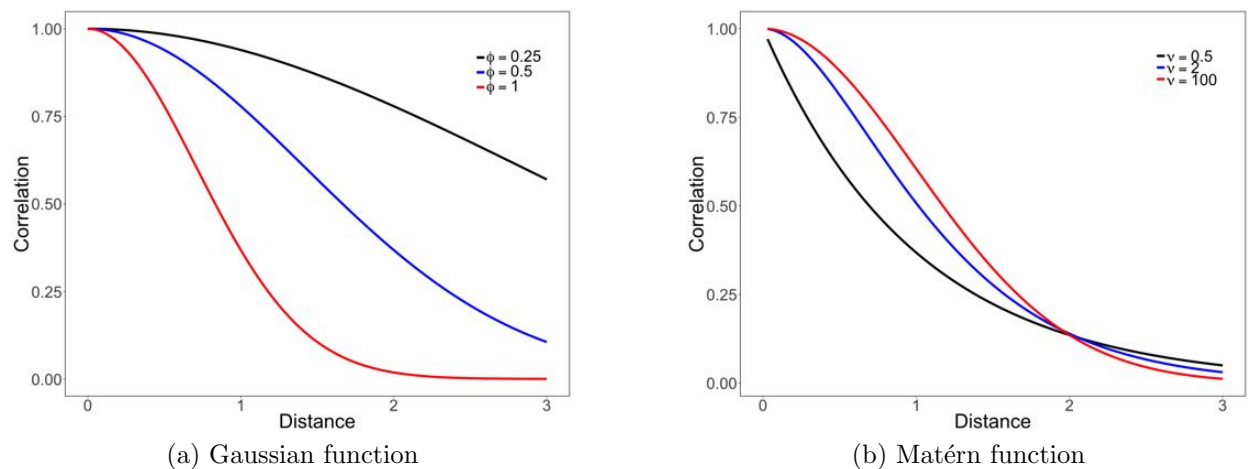 1.00
0.75
0.50
0.25
0.00
Correlation
ϕ = 0.25
ϕ = 0.5
ϕ = 1
0 1 2 3
Distance
(a) Gaussian function
1.00
0.75
0.50
0.25
0.00
Correlation
ν = 0.5
ν = 2
ν = 100
0 1 2 3
Distance
(b) Matérn function